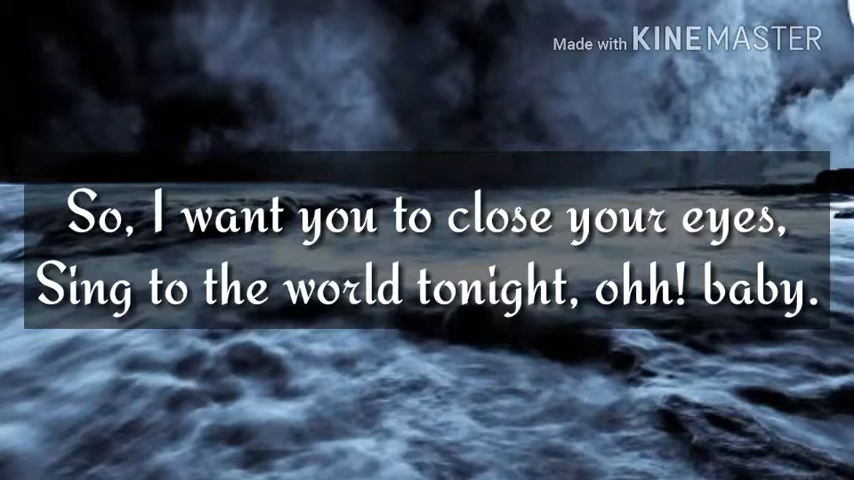 Made with KINEMASTER
So, I want you to close your eyes,
Sing to the world tonight, ohh! baby.